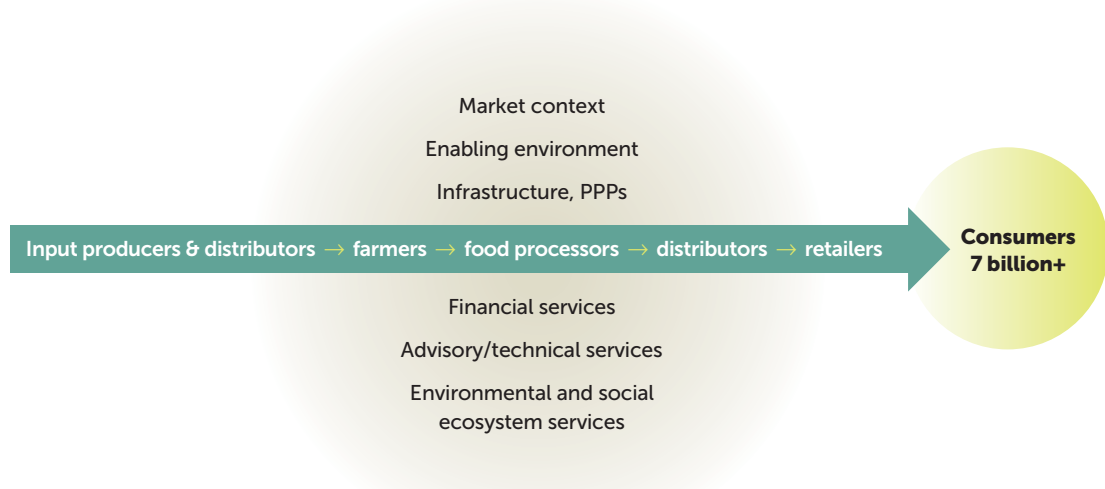 Market context
Enabling environment
Infrastructure, PPPs
Input producers & distributors → farmers → food processors → distributors → retailers
Consumers
7 billion+
Financial services
Advisory/technical services
Environmental and social
ecosystem services